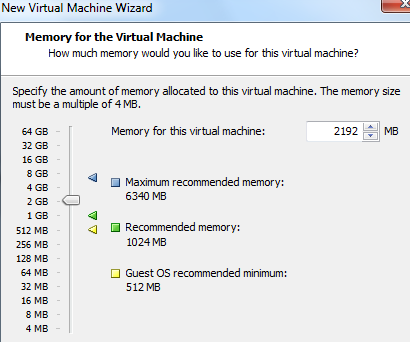 New Virtual Machine Wizard
Memory for the Virtual Machine
How much memory would you like to use for this virtual machine?
Specify the amount of memory allocated to this virtual machine. The memory size
must be a multiple of 4 MB.
64 GB
Memory for this virtual machine: 2192 MB
32 GB
16 GB
8 GB
Maximum recommended memory:
4 GB
6340 MB
2 GB
1 GB
Recommended memory:
512 MB
1024 MB
256 MB
128 MB
64 MB
Guest OS recommended minimum:
32 MB
512 MB
16 MB
8 MB
4 MB